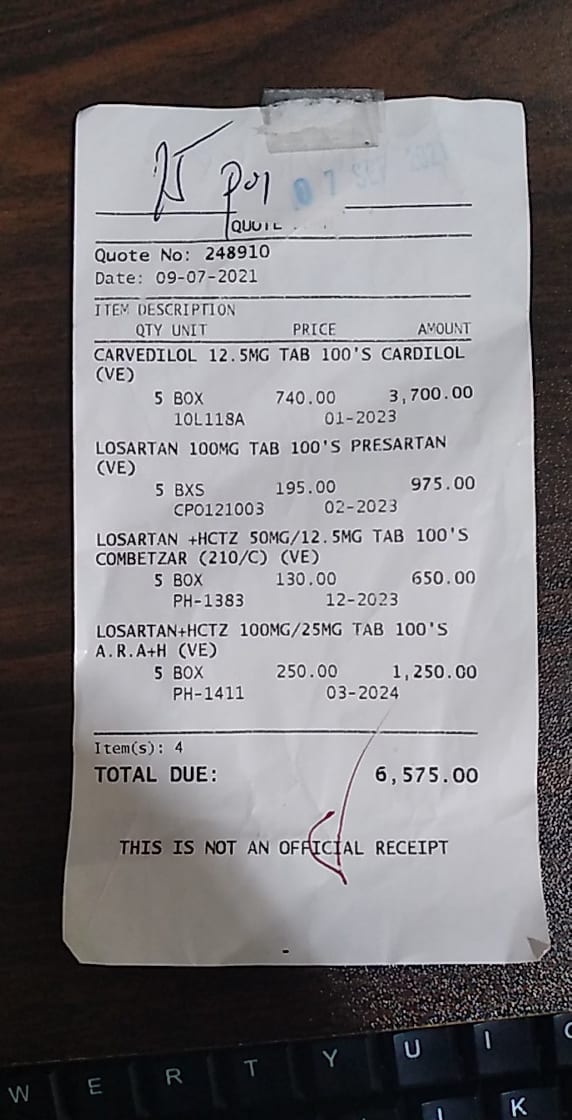 07 SEP 2021
Quote No: 248910
Date: 09-07-2021
ITEM DESCRIPTION
QTY UNIT PRICE AMOUNT
CARVEDILOL 12.5MG TAB 100'S CARDILOL
(VE)
5 BOX 740.00 3,700.00
10L118A 01-2023
LOSARTAN 100MG TAB 100'S PRESARTAN
(VE)
5 BXS 195.00 975.00
CPO121003 02-2023
LOSARTAN +HCTZ 50MG/12.5MG TAB 100'S
COMBETZAR (210/C) (VE)
5 BOX 130.00 650.00
PH-1383 12-2023
LOSARTAN+HCTZ 100MG/25MG TAB 100'S
A.R.A+H (VE)
5 BOX 250.00 1,250.00
PH-1411 03-2024
Item(s): 4
TOTAL DUE: 6,575.00
THIS IS NOT AN OFFICIAL RECEIPT
W E R T Y U I
K